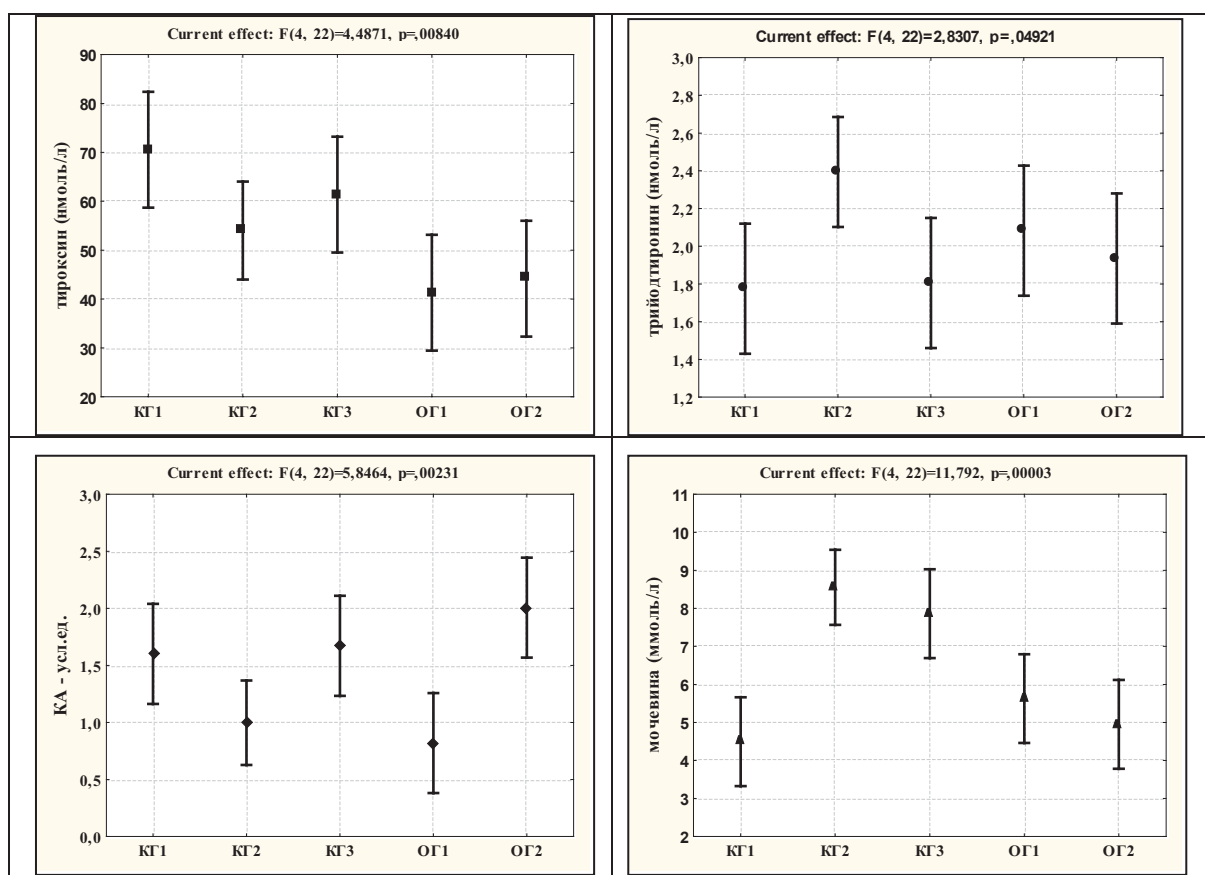 Current effect: F(4, 22)=4,4871, p=,00840
тироксин (нмоль/л)
90
80
70
60
50
40
30
20
КГ1 КГ2 КГ3 ОГ1 ОГ2
Current effect: F(4, 22)=2,8307, p=,04921
трийодтиронин (нмоль/л)
3,0
2,8
2,6
2,4
2,2
2,0
1,8
1,6
1,4
1,2
КГ1 КГ2 КГ3 ОГ1 ОГ2
Current effect: F(4, 22)=5,8464, p=,00231
КА - усл.ед.
3,0
2,5
2,0
1,5
1,0
0,5
0,0
КГ1 КГ2 КГ3 ОГ1 ОГ2
Current effect: F(4, 22)=11,792, p=,00003
мочевина (ммоль/л)
11
10
9
8
7
6
5
4
3
2
КГ1 КГ2 КГ3 ОГ1 ОГ2